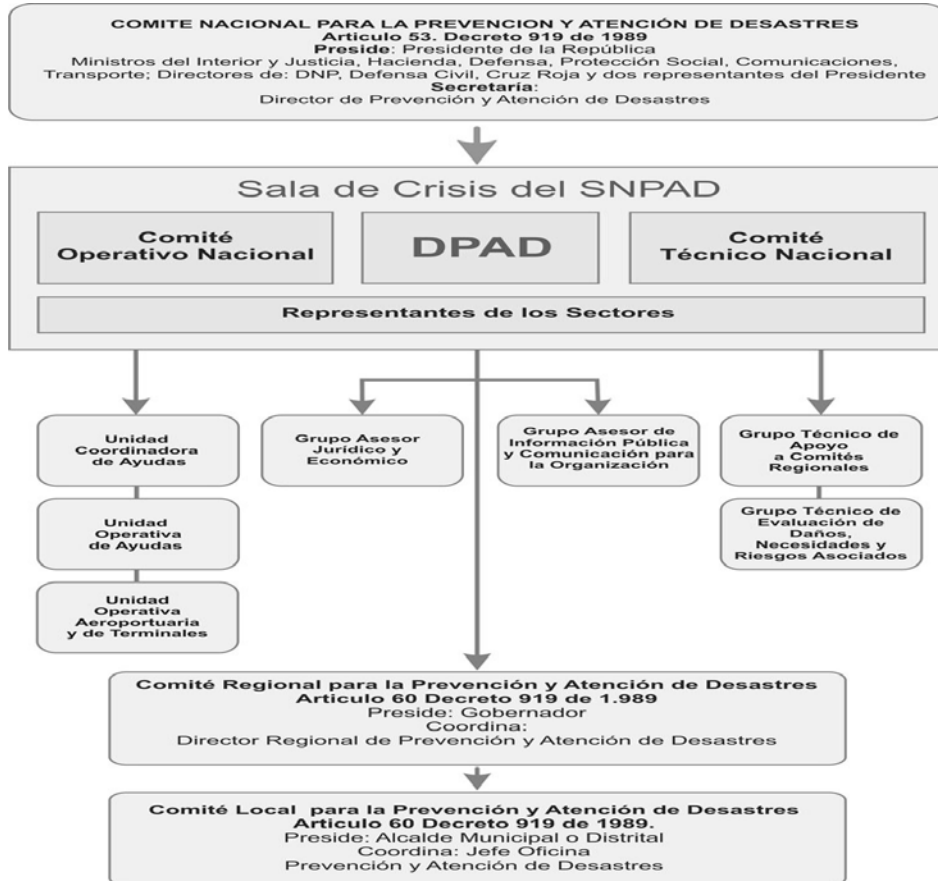 COMITE NACIONAL PARA LA PREVENCION Y ATENCIÓN DE DESASTRES
Articulo 53. Decreto 919 de 1989
Preside: Presidente de la República
Ministros del Interior y Justicia, Hacienda, Defensa, Protección Social, Comunicaciones,
Transporte; Directores de: DNP, Defensa Civil, Cruz Roja y dos representantes del Presidente
Secretaría:
Director de Prevención y Atención de Desastres
Sala de Crisis del SNPAD
Comité
Operativo Nacional
DPAD
Comité
Técnico Nacional
Representantes de los Sectores
Unidad
Coordinadora
de Ayudas
Grupo Asesor
Jurídico y
Económico
Grupo Asesor de
Información Pública
y Comunicación para
la Organización
Grupo Técnico de
Apoyo
a Comités
Regionales
Unidad
Operativa
de Ayudas
Grupo Técnico de
Evaluación de
Daños,
Necesidades y
Riesgos Asociados
Unidad
Operativa
Aeroportuaria
y de Terminales
Comité Regional para la Prevención y Atención de Desastres
Articulo 60 Decreto 919 de 1.989
Preside: Gobernador
Coordina:
Director Regional de Prevención y Atención de Desastres
Comité Local para la Prevención y Atención de Desastres
Articulo 60 Decreto 919 de 1989.
Preside: Alcalde Municipal o Distrital
Coordina: Jefe Oficina
Prevención y Atención de Desastres